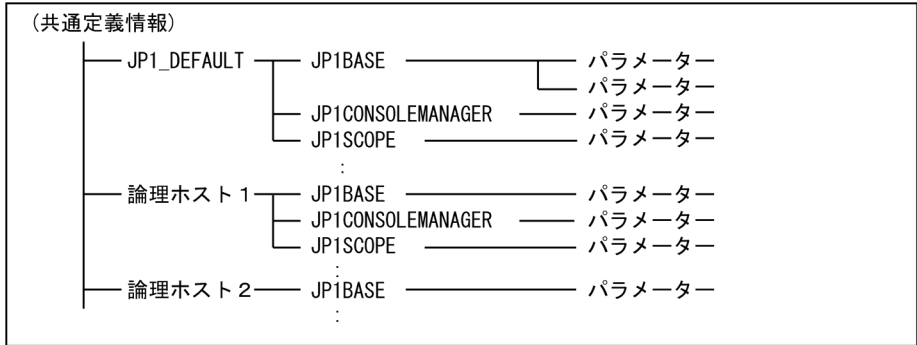 (共通定義情報)
JP1_DEFAULT JP1BASE パラメーター
パラメーター
JP1CONSOLEMANAGER パラメーター
JP1SCOPE パラメーター
:
論理ホスト1 JP1BASE パラメーター
JP1CONSOLEMANAGER パラメーター
JP1SCOPE パラメーター
:
論理ホスト2 JP1BASE パラメーター
: